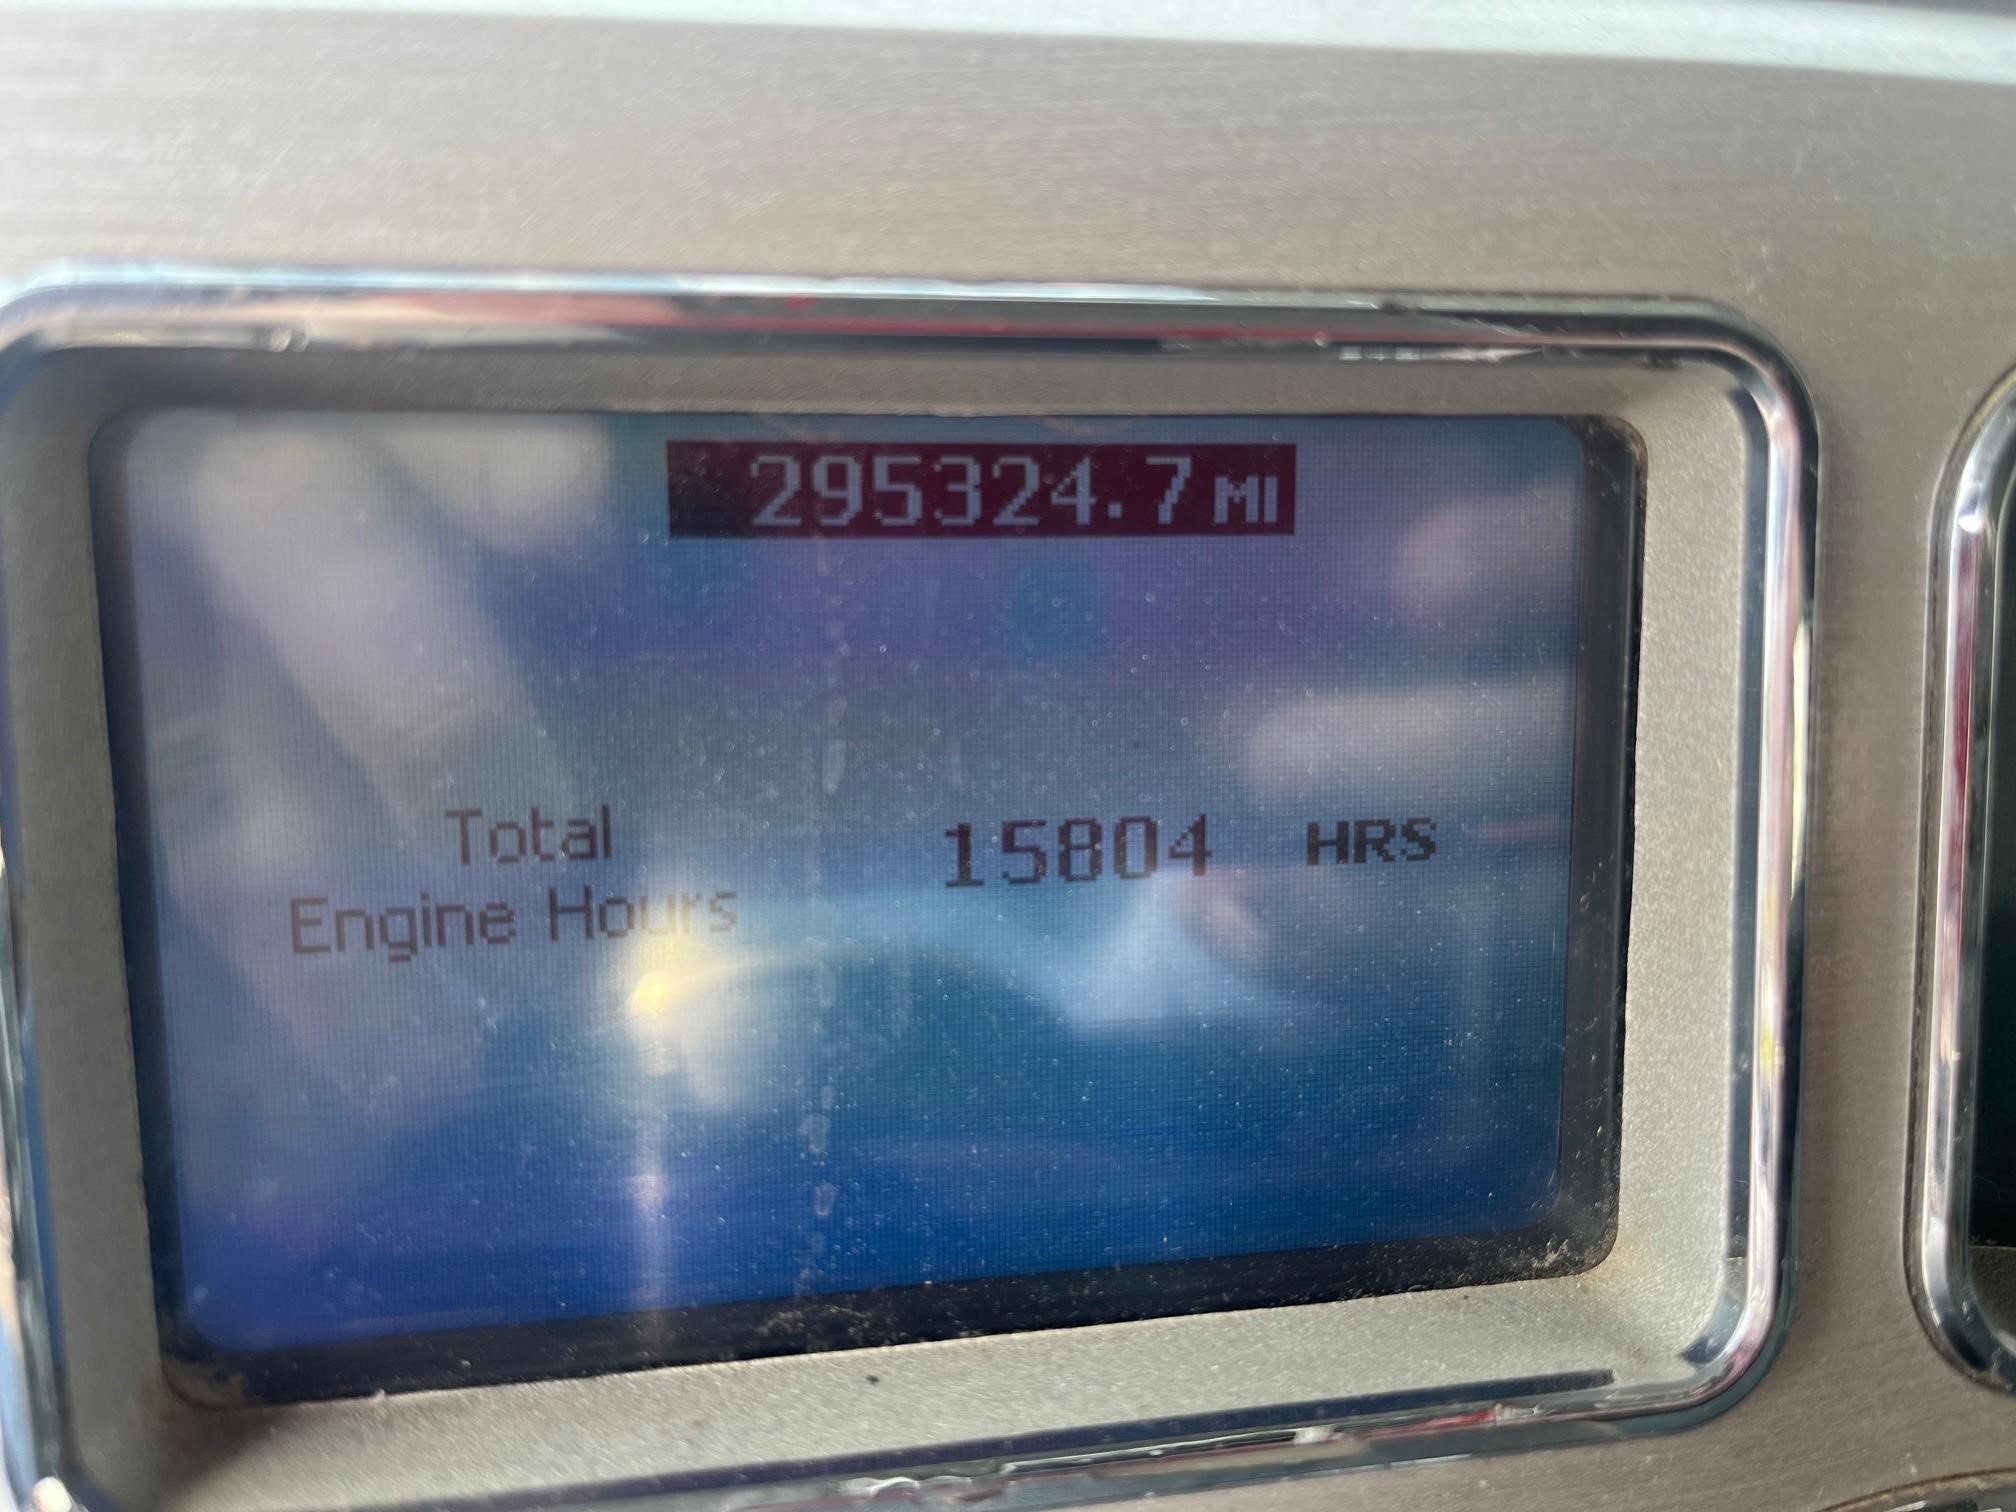 295324.7 MI
Total
Engine Hours 15804 HRS